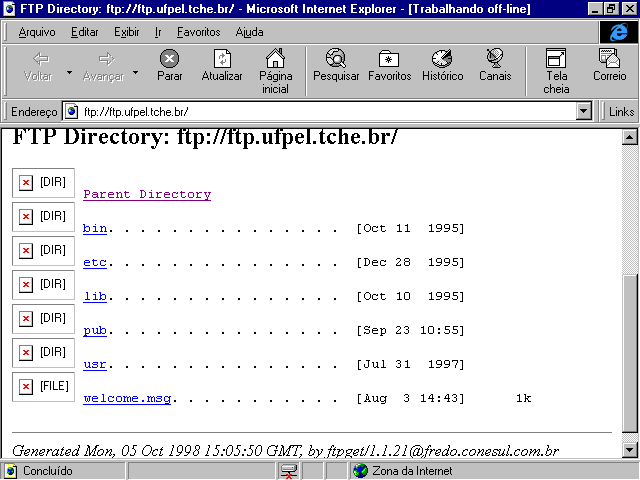 FTP Directory: ftp://ftp.ufpel.tche.br/ - Microsoft Internet Explorer - [Trabalhando off-line]
Arquivo Editar Exibir Ir Favoritos Ajuda
Voltar Avançar Parar Atualizar Página inicial Pesquisar Favoritos Histórico Canais Tela cheia Correio
Endereço ftp://ftp.ufpel.tche.br/ Links
FTP Directory: ftp://ftp.ufpel.tche.br/
[DIR] Parent Directory
[DIR] bin. . . . . . . . . . . . . . . [Oct 11 1995]
[DIR] etc. . . . . . . . . . . . . . . [Dec 28 1995]
[DIR] lib. . . . . . . . . . . . . . . [Oct 10 1995]
[DIR] pub. . . . . . . . . . . . . . . [Sep 23 10:55]
[DIR] usr. . . . . . . . . . . . . . . [Jul 31 1997]
[FILE] welcome.msg. . . . . . . . . . . [Aug 3 14:43] 1k
Generated Mon, 05 Oct 1998 15:05:50 GMT, by ftpget/1.1.21@fredo.conesul.com.br
Concluído Zona da Internet